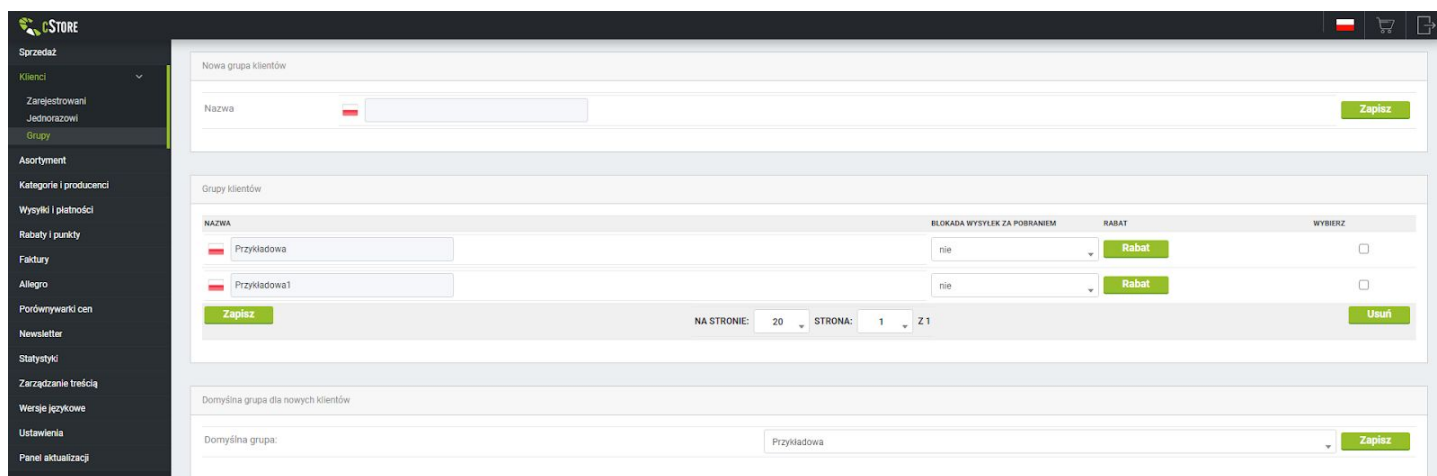 cSTORE
Sprzedaż
Klienci
Zarejestrowani
Jednorazowi
Grupy
Asortyment
Kategorie i producenci
Wysyłki i płatności
Rabaty i punkty
Faktury
Allegro
Porównywarki cen
Newsletter
Statystyki
Zarządzanie treścią
Wersje językowe
Ustawienia
Panel aktualizacji
Nowa grupa klientów
Nazwa Zapisz
Grupy klientów
NAZWA BLOKADA WYSYŁEK ZA POBRANIEM RABAT WYBIERZ
Przykładowa nie Rabat
Przykładowa1 nie Rabat
Zapisz NA STRONIE: 20 STRONA: 1 Z 1 Usuń
Domyślna grupa dla nowych klientów
Domyślna grupa: Przykładowa Zapisz